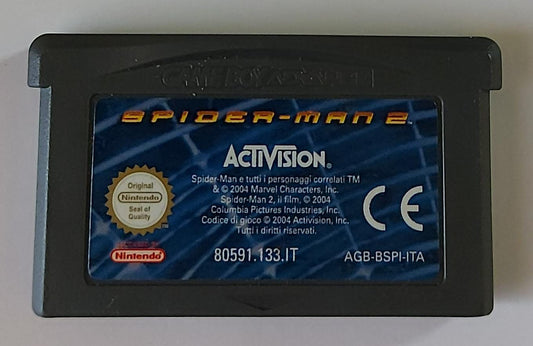 GAME BOY ADVANCE
SPIDER-MAN 2
ACTIVISION®
Spider-Man e tutti i personaggi correlati TM
& © 2004 Marvel Characters, Inc.
Spider-Man 2, il film, © 2004
Columbia Pictures Industries, Inc.
Codice di gioco © 2004 Activision, Inc.
Tutti i diritti riservati.
Original
Nintendo
Seal of
Quality
CE
LICENSED BY
Nintendo
80591.133.IT
AGB-BSPI-ITA